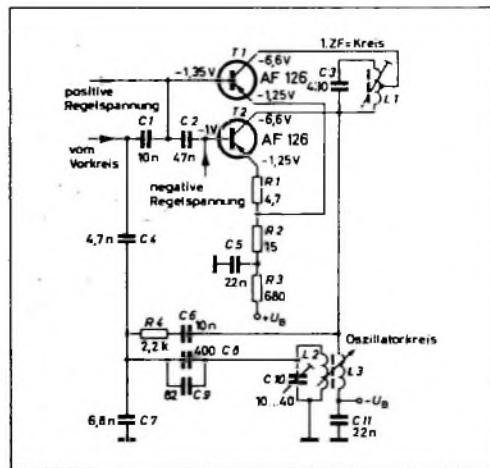 T1
1.ZF=Kreis
-6,6V
AF 126
C3
L1
positive
Regelspannung
-1,35V
-1,25V
T2
-6,6V
AF 126
C1
C2
-1V
10n
47n
-1,25V
vom
Vorkreis
negative
Regelspannung
R1
4,7
4,7n
C4
R2
15
C5
22n
R3
680
+UB
R4
2,2k
C6
10n
Oszillatorkreis
400
C8
L2
L3
82
C9
C10
10...40
-UB
6,8n
C7
C11
22n